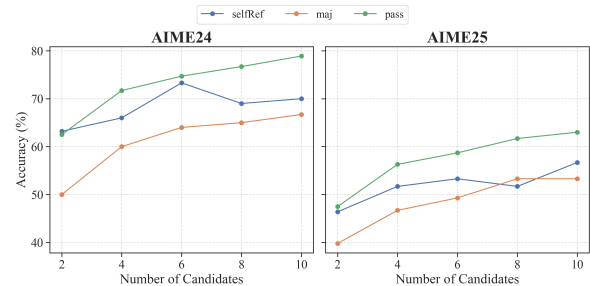 selfRef maj pass
AIME24 AIME25
Accuracy (%)
80
70
60
50
40
2 4 6 8 10
2 4 6 8 10
Number of Candidates Number of Candidates